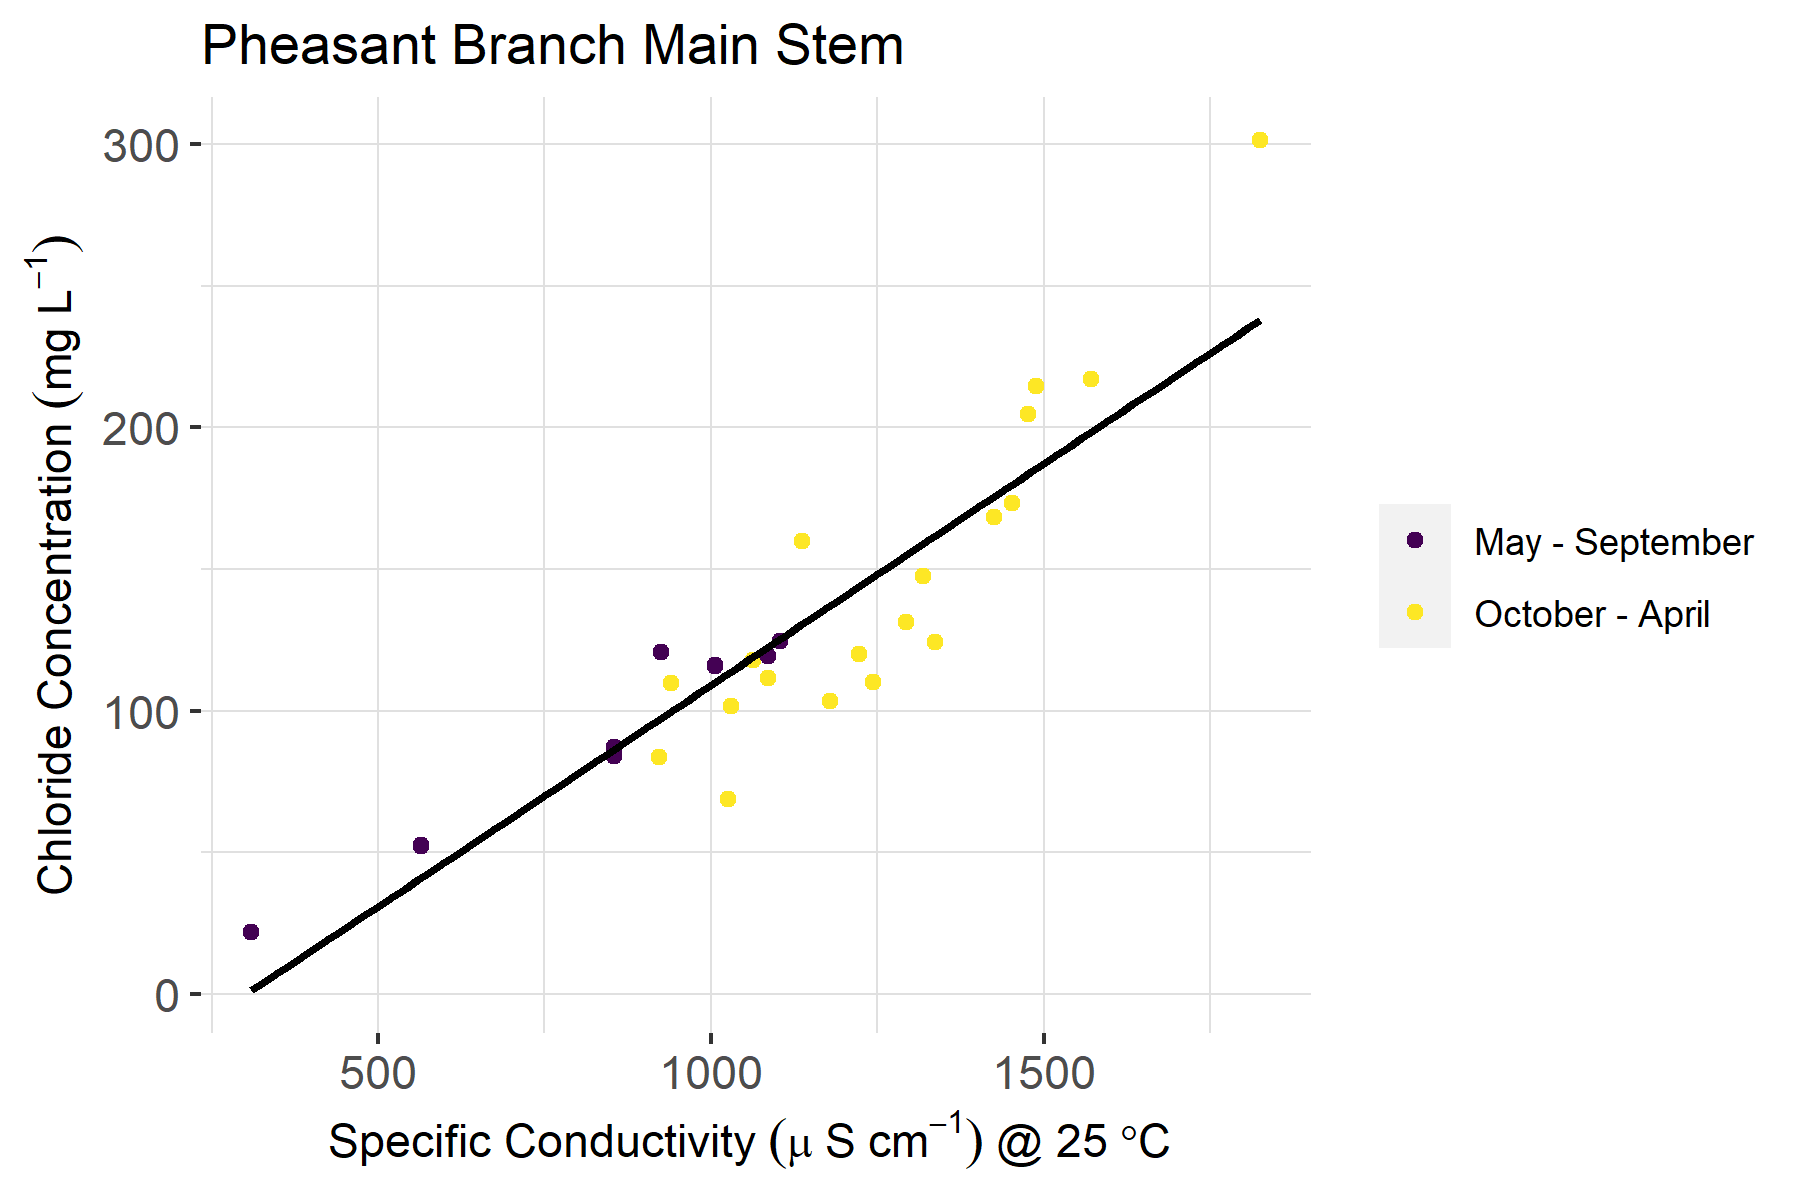 Pheasant Branch Main Stem
Chloride Concentration (mg L⁻¹)
300
200
100
0
500 1000 1500
Specific Conductivity (μ S cm⁻¹) @ 25 °C
May - September
October - April